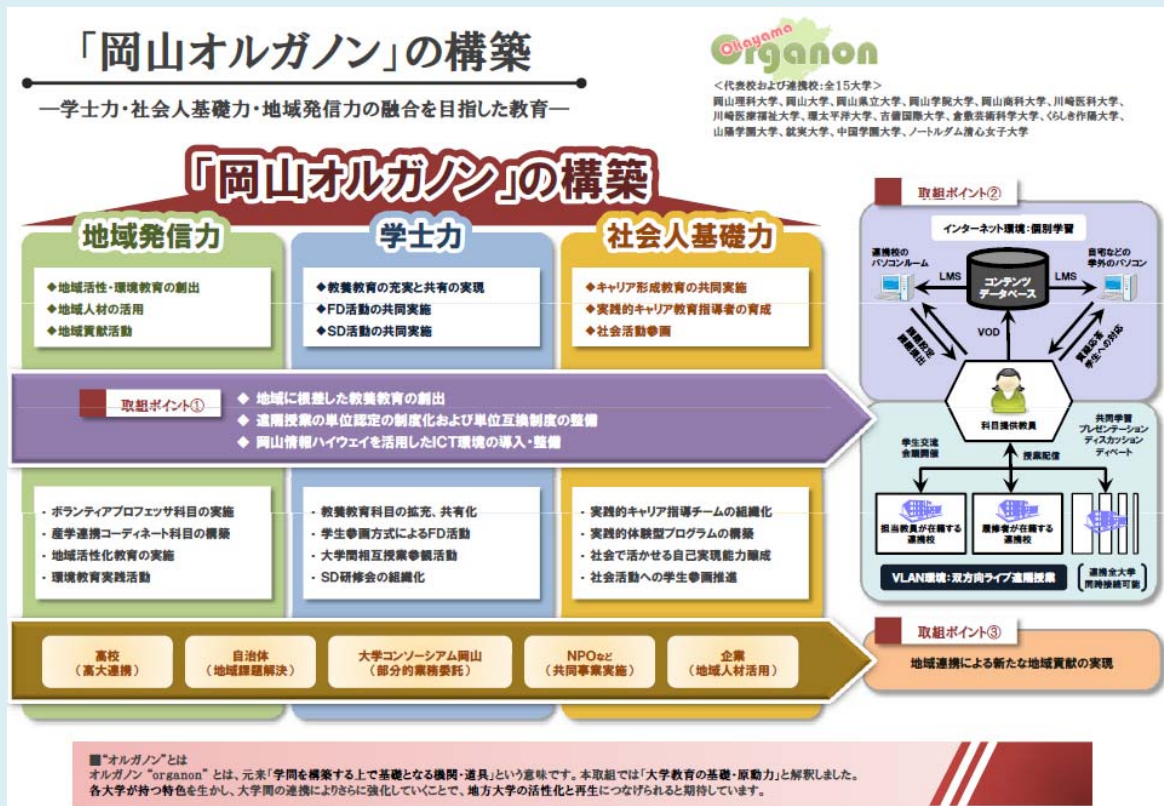 「岡山オルガノン」の構築
―学士力・社会人基礎力・地域発信力の融合を目指した教育―
Okayama
Organon
＜代表校および連携校：全15大学＞
岡山理科大学、岡山大学、岡山県立大学、岡山学院大学、岡山商科大学、川崎医科大学、
川崎医療福祉大学、環太平洋大学、吉備国際大学、倉敷芸術科学大学、くらしき作陽大学、
山陽学園大学、就実大学、中国学園大学、ノートルダム清心女子大学
「岡山オルガノン」の構築
地域発信力
◆地域活性・環境教育の創出
◆地域人材の活用
◆地域貢献活動
学士力
◆教養教育の充実と共有の実現
◆FD活動の共同実施
◆SD活動の共同実施
社会人基礎力
◆キャリア形成教育の共同実施
◆実践的キャリア教育指導者の育成
◆社会活動参画
取組ポイント①
◆ 地域に根差した教養教育の創出
◆ 遠隔授業の単位認定の制度化および単位互換制度の整備
◆ 岡山情報ハイウェイを活用したICT環境の導入・整備
・ ボランティアプロフェッサ科目の実施
・ 産学連携コーディネート科目の構築
・ 地域活性化教育の実施
・ 環境教育実践活動
・ 教養教育科目の拡充、共有化
・ 学生参画方式によるFD活動
・ 大学間相互授業参観活動
・ SD研修会の組織化
・ 実践的キャリア指導チームの組織化
・ 実践的体験型プログラムの構築
・ 社会で活かせる自己実現能力醸成
・ 社会活動への学生参画推進
高校
（高大連携）
自治体
（地域課題解決）
大学コンソーシアム岡山
（部分的業務委託）
NPOなど
（共同事業実施）
企業
（地域人材活用）
取組ポイント②
インターネット環境：個別学習
連携校の
パソコンルーム
LMS
コンテンツ
データベース
LMS
自宅などの
学外のパソコン
VOD
課題設定
課題提出
質疑応答
学生への対応
科目提供教員
学生交流
会議開催
授業配信
共同学習
プレゼンテーション
ディスカッション
ディベート
担当教員が在籍する
連携校
履修者が在籍する
連携校
VLAN環境：双方向ライブ遠隔授業
連携全大学
同時接続可能
取組ポイント③
地域連携による新たな地域貢献の実現
■“オルガノン”とは
オルガノン “organon” とは、元来「学問を構築する上で基礎となる機関・道具」という意味です。本取組では「大学教育の基礎・原動力」と解釈しました。
各大学が持つ特色を生かし、大学間の連携によりさらに強化していくことで、地方大学の活性化と再生につなげられると期待しています。